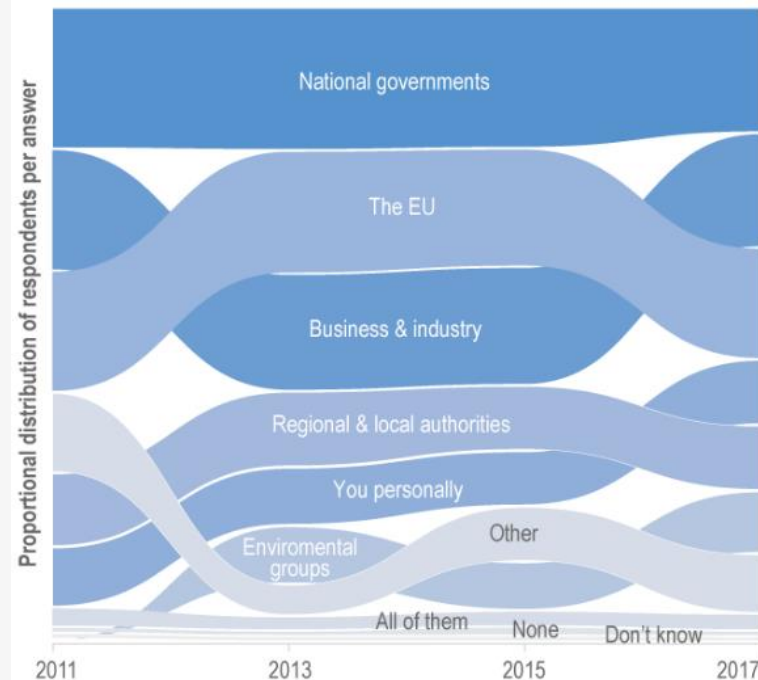 Proportional distribution of respondents per answer
National governments
The EU
Business & industry
Regional & local authorities
You personally
Enviromental
groups
Other
All of them
None
Don't know
2011
2013
2015
2017